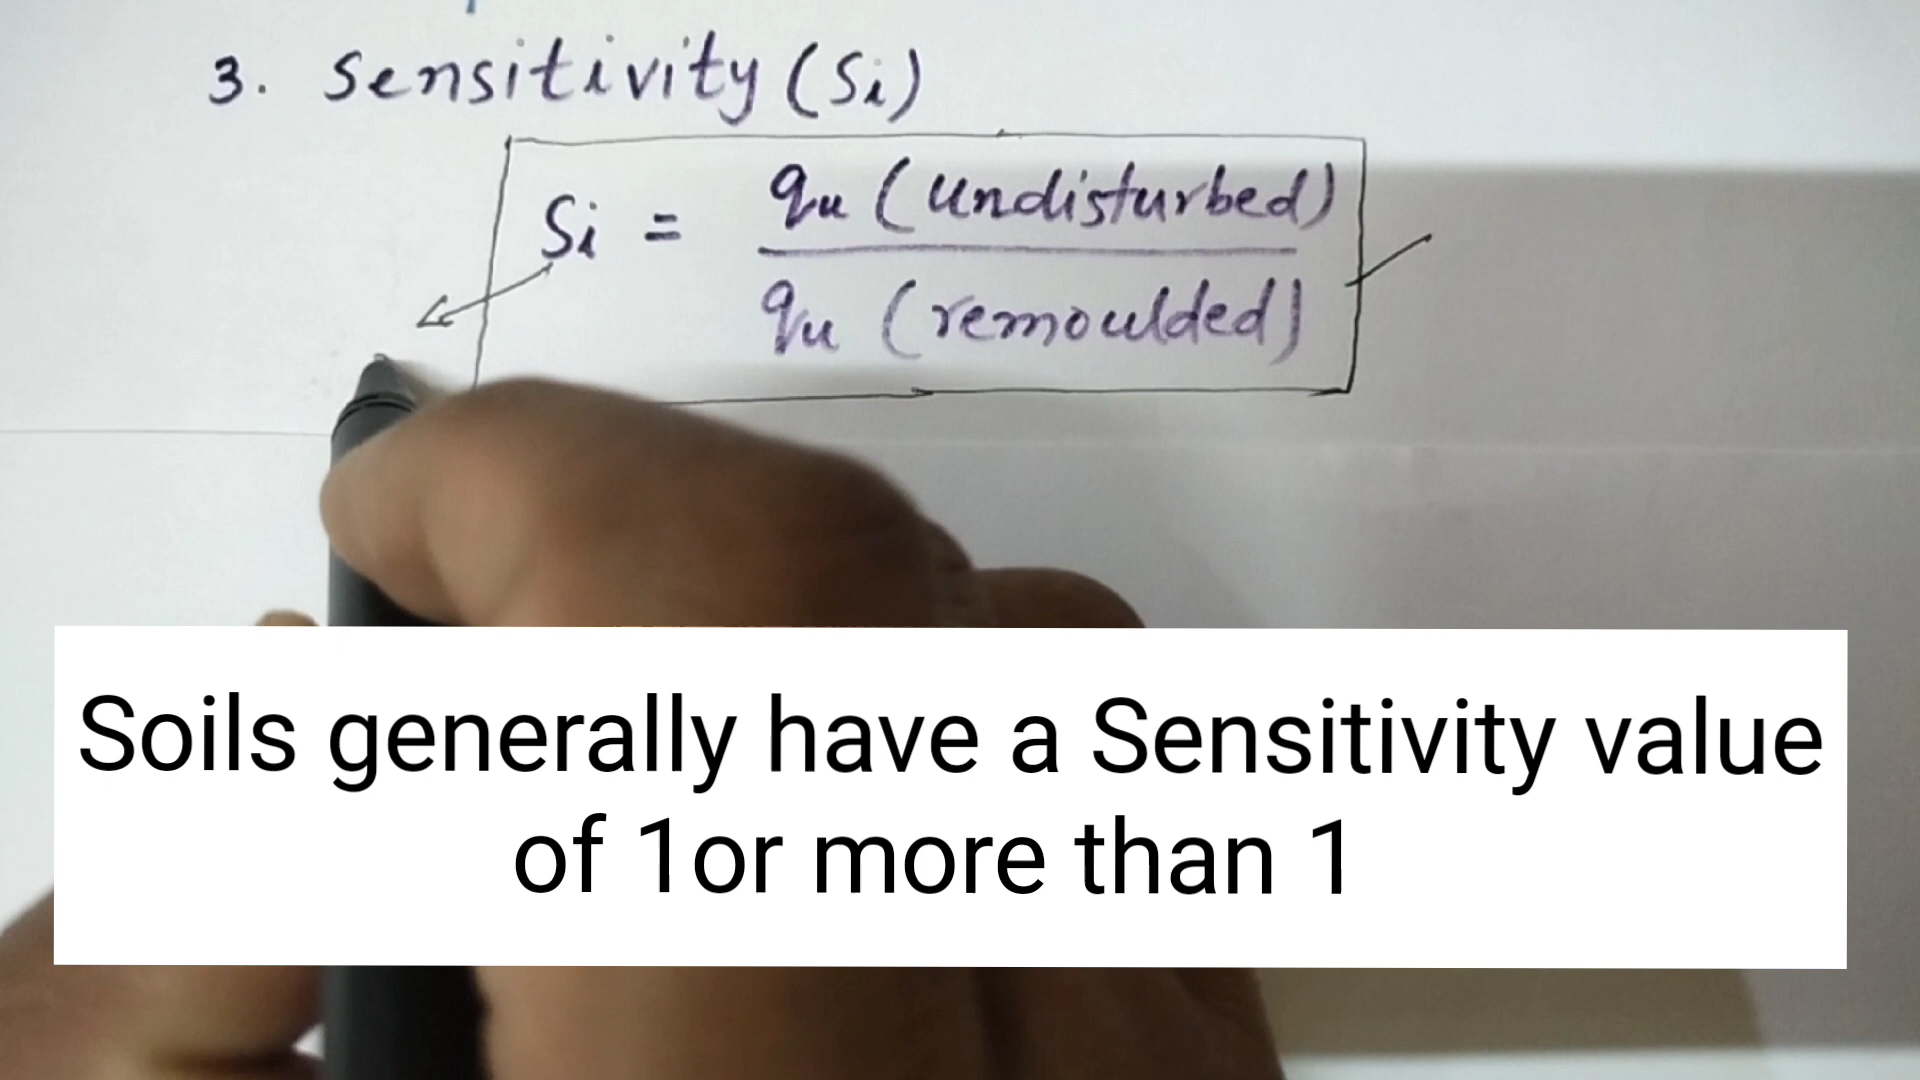 3. Sensitivity (Si)
Si = qu (undisturbed)
qu (remoulded)
Soils generally have a Sensitivity value
of 1or more than 1